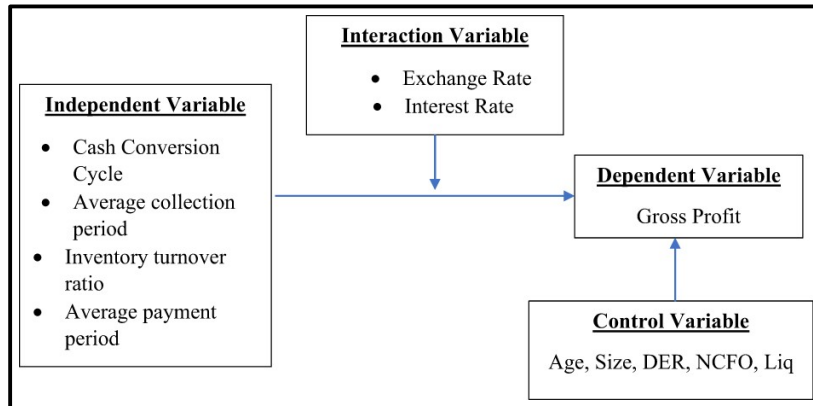 Interaction Variable
• Exchange Rate
• Interest Rate
Independent Variable
• Cash Conversion
Cycle
• Average collection
period
• Inventory turnover
ratio
• Average payment
period
Dependent Variable
Gross Profit
Control Variable
Age, Size, DER, NCFO, Liq